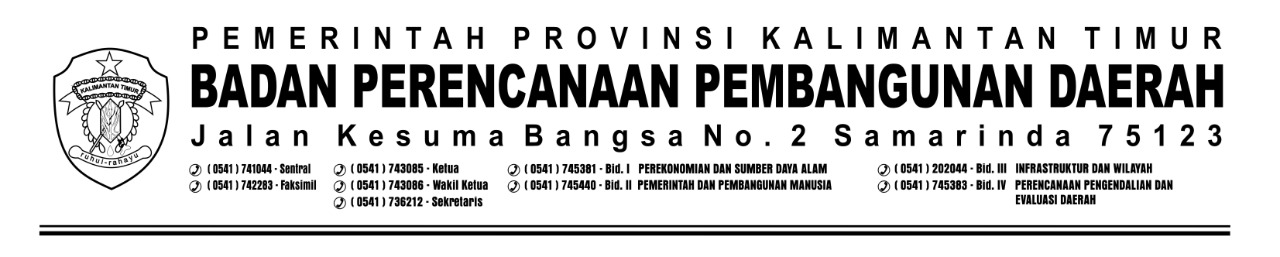 PEMERINTAH PROVINSI KALIMANTAN TIMUR
BADAN PERENCANAAN PEMBANGUNAN DAERAH
Jalan Kesuma Bangsa No. 2 Samarinda 75123
KALIMANTAN TIMUR
ruhui-rahayu
( 0541 ) 741044 - Sentral
( 0541 ) 742283 - Faksimil
( 0541 ) 743085 - Ketua
( 0541 ) 743086 - Wakil Ketua
( 0541 ) 736212 - Sekretaris
( 0541 ) 745381 - Bid. I PEREKONOMIAN DAN SUMBER DAYA ALAM
( 0541 ) 745440 - Bid. II PEMERINTAH DAN PEMBANGUNAN MANUSIA
( 0541 ) 202044 - Bid. III INFRASTRUKTUR DAN WILAYAH
( 0541 ) 745383 - Bid. IV PERENCANAAN PENGENDALIAN DAN
EVALUASI DAERAH